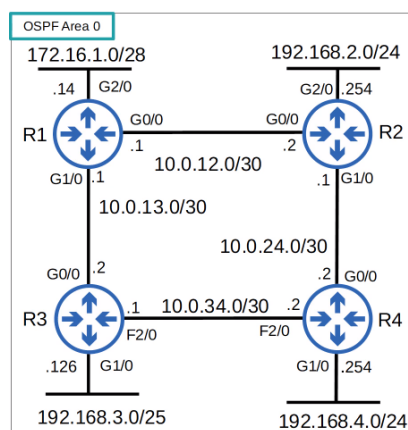 OSPF Area 0
172.16.1.0/28
192.168.2.0/24
.14
G2/0
G2/0
.254
G0/0
G0/0
R1
R2
.1
.2
G1/0
.1
10.0.12.0/30
.1
G1/0
10.0.13.0/30
10.0.24.0/30
G0/0
.2
.2
G0/0
R3
.1
10.0.34.0/30
.2
R4
F2/0
F2/0
.126
G1/0
G1/0
.254
192.168.3.0/25
192.168.4.0/24